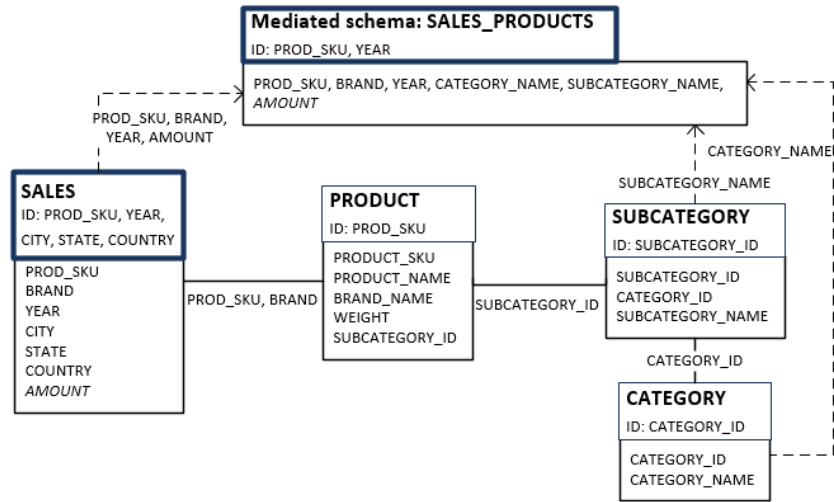 Mediated schema: SALES_PRODUCTS
ID: PROD_SKU, YEAR
PROD_SKU, BRAND, YEAR, CATEGORY_NAME, SUBCATEGORY_NAME,
AMOUNT
PROD_SKU, BRAND,
YEAR, AMOUNT
CATEGORY_NAME
SUBCATEGORY_NAME
SALES
ID: PROD_SKU, YEAR,
CITY, STATE, COUNTRY
PROD_SKU
BRAND
YEAR
CITY
STATE
COUNTRY
AMOUNT
PROD_SKU, BRAND
PRODUCT
ID: PROD_SKU
PRODUCT_SKU
PRODUCT_NAME
BRAND_NAME
WEIGHT
SUBCATEGORY_ID
SUBCATEGORY_ID
SUBCATEGORY
ID: SUBCATEGORY_ID
SUBCATEGORY_ID
CATEGORY_ID
SUBCATEGORY_NAME
CATEGORY_ID
CATEGORY
ID: CATEGORY_ID
CATEGORY_ID
CATEGORY_NAME